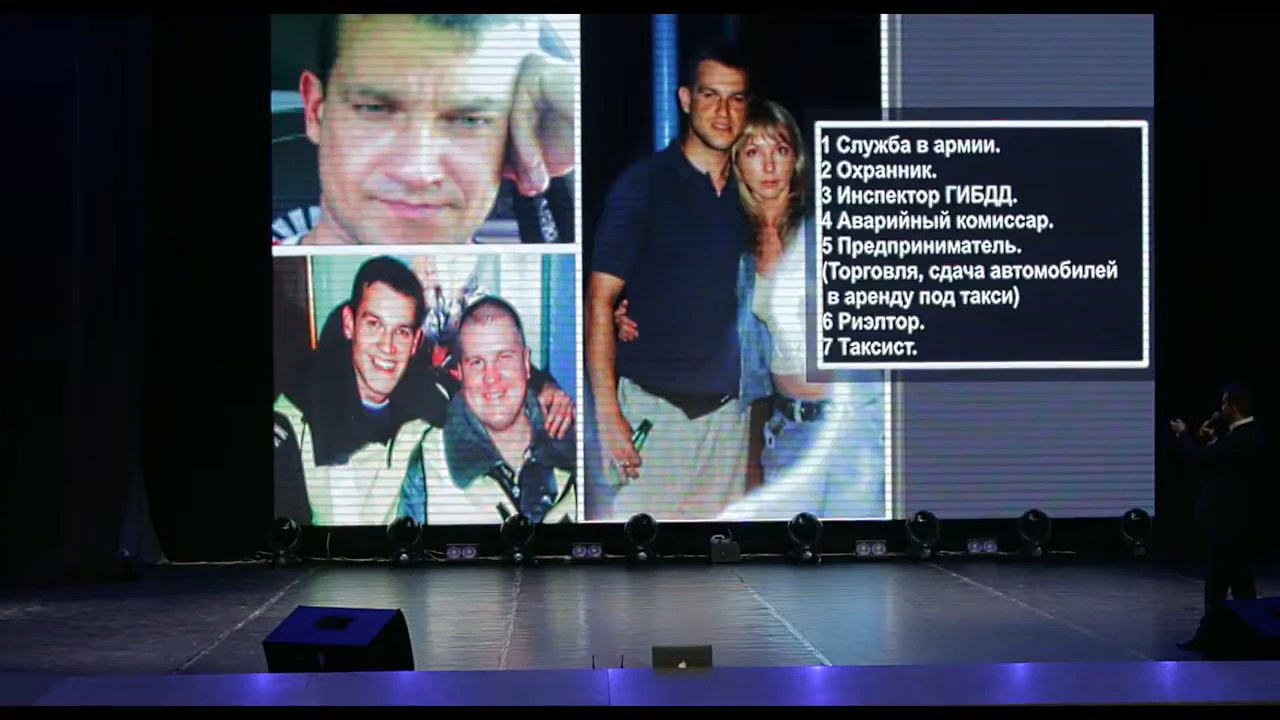 1 Служба в армии.
2 Охранник.
3 Инспектор ГИБДД.
4 Аварийный комиссар.
5 Предприниматель.
(Торговля, сдача автомобилей
в аренду под такси)
6 Риэлтор.
7 Таксист.